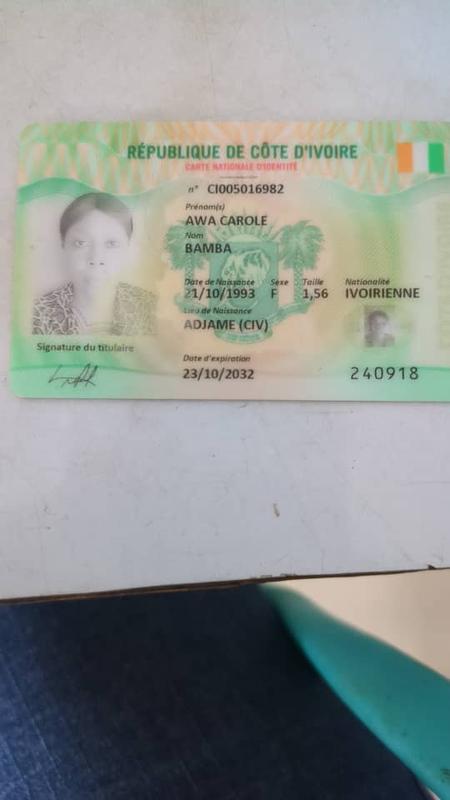 RÉPUBLIQUE DE CÔTE D'IVOIRE
CARTE NATIONALE D'IDENTITÉ
n° CI005016982
Prénom(s)
AWA CAROLE
Nom
BAMBA
Date de Naissance Sexe Taille Nationalité
21/10/1993 F 1,56 IVOIRIENNE
Lieu de Naissance
ADJAME (CIV)
Signature du titulaire
Date d'expiration
23/10/2032 240918